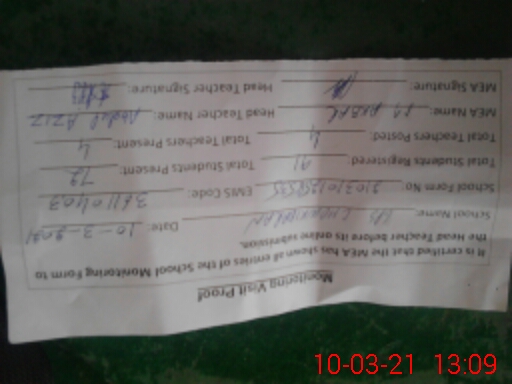 Monitoring Visit Proof
It is certified that the MEA has shown all entries of the School Monitoring Form to
the Head Teacher before its online submission.
School Name: Date: 10-3-2021
School Form No: EMIS Code:
Total Students Registered: 91 Total Students Present: 72
Total Teachers Posted: 4 Total Teachers Present: 4
MEA Name: Head Teacher Name: Abdul AZIZ
MEA Signature: Head Teacher Signature:
10-03-21 13:09